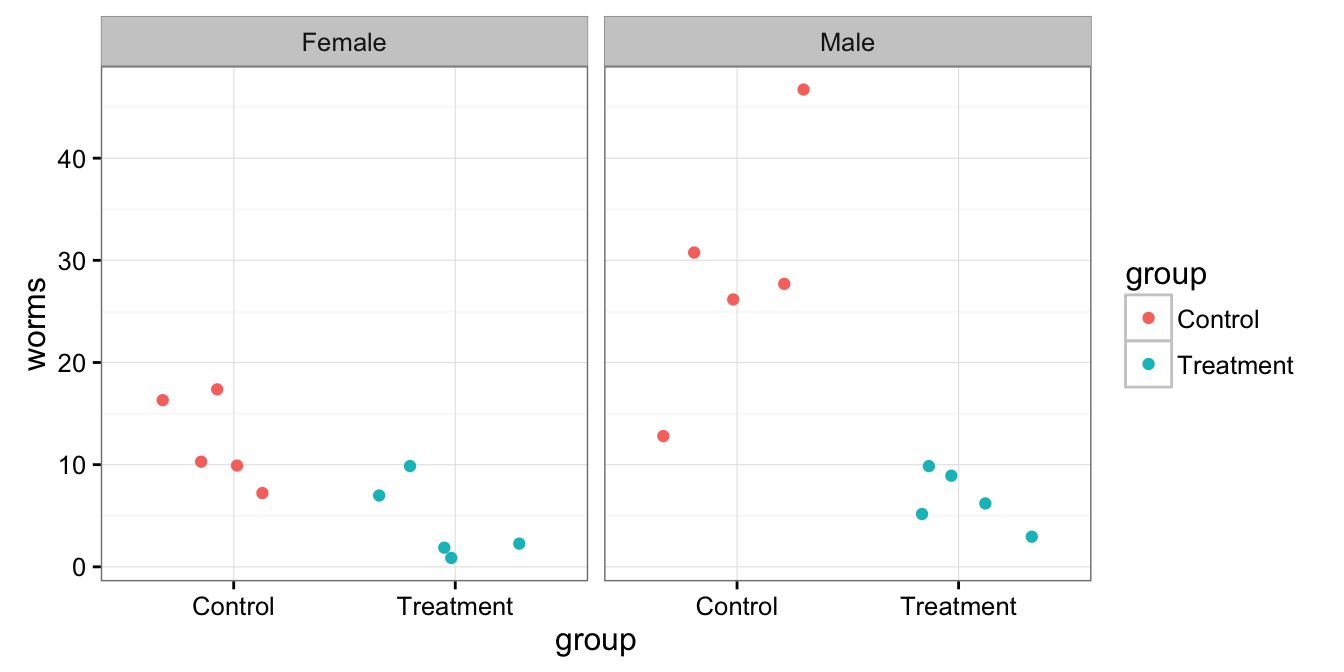 Female
Male
worms
40
30
20
10
0
Control
Treatment
Control
Treatment
group
group
Control
Treatment